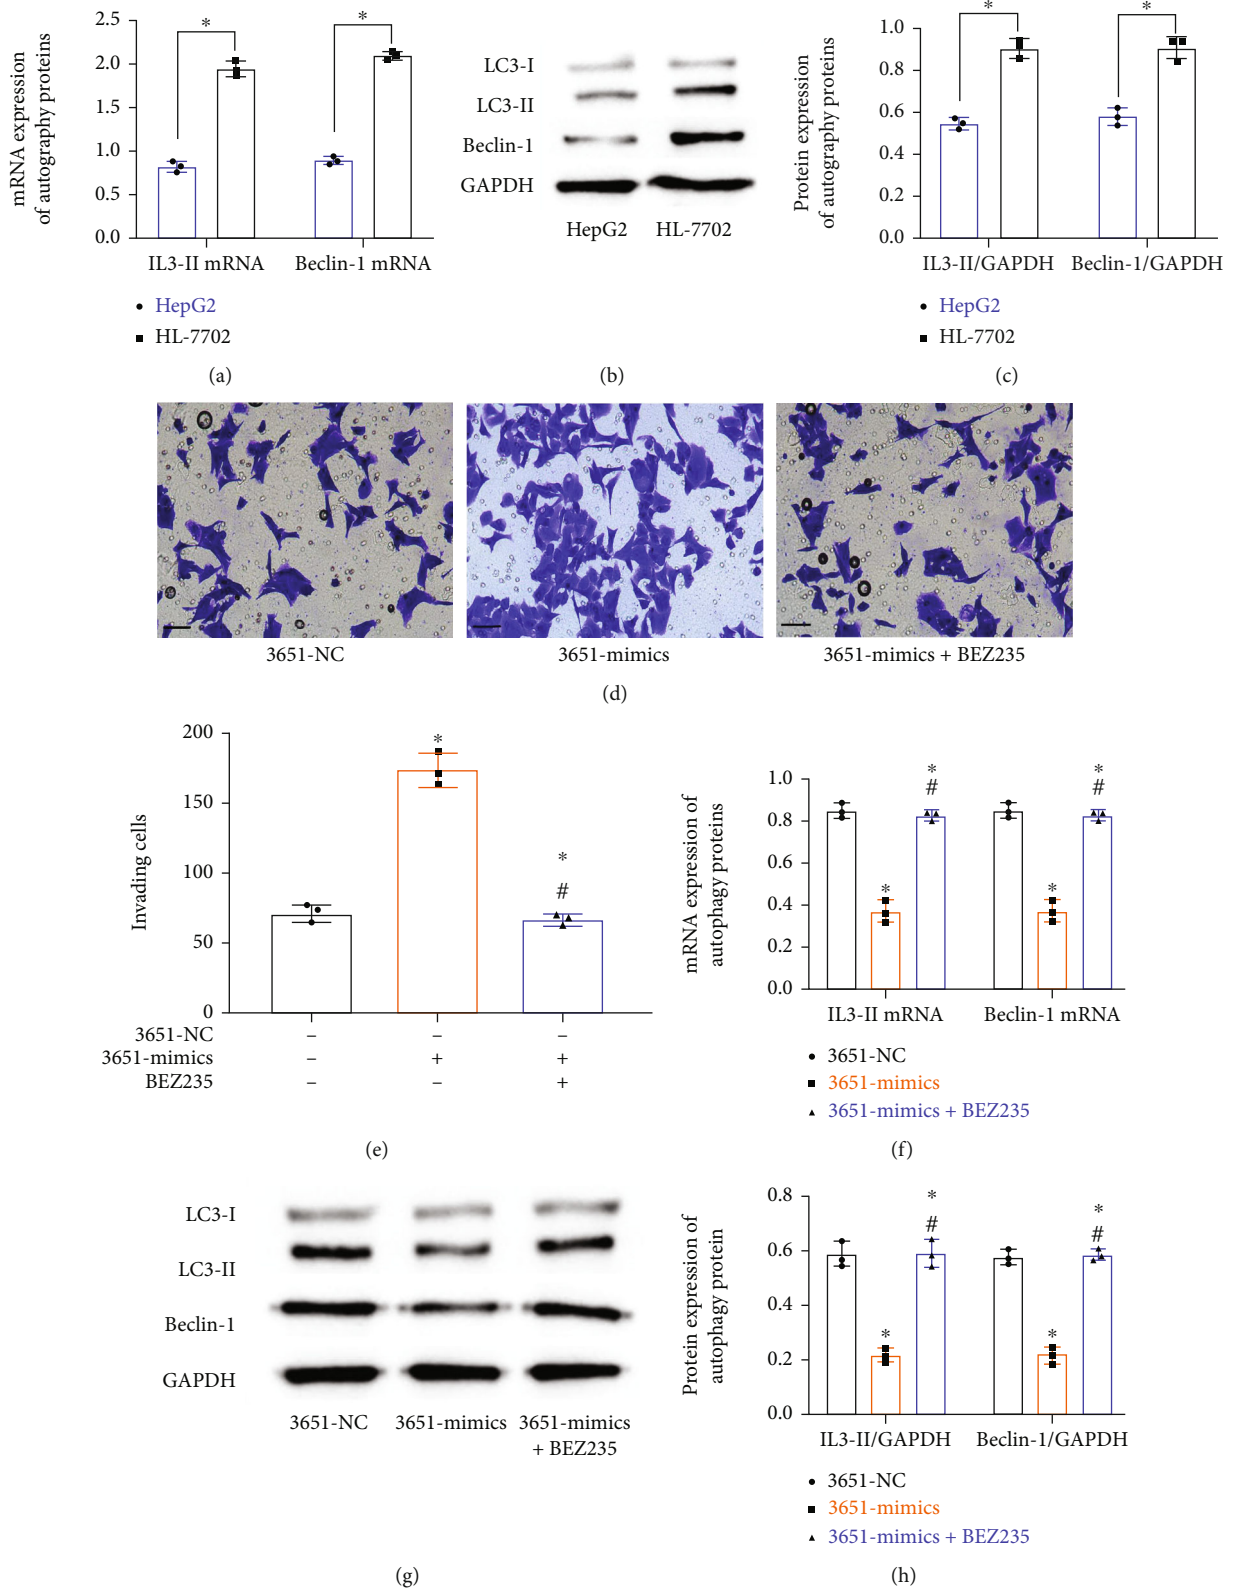 mRNA expression
of autography proteins
2.5
2.0
1.5
1.0
0.5
0.0
*
*
IL3-II mRNA
Beclin-1 mRNA
HepG2
HL-7702
(a)
LC3-I
LC3-II
Beclin-1
GAPDH
HepG2
HL-7702
(b)
Protein expression
of autography proteins
1.0
0.8
0.6
0.4
0.2
0.0
*
*
IL3-II/GAPDH
Beclin-1/GAPDH
HepG2
HL-7702
(c)
3651-NC
3651-mimics
3651-mimics + BEZ235
(d)
Invading cells
200
150
100
50
0
*
*
#
3651-NC – – –
3651-mimics – + +
BEZ235 – – +
(e)
mRNA expression of
autophagy proteins
1.0
0.8
0.6
0.4
0.2
0.0
*
*
#
*
*
#
IL3-II mRNA
Beclin-1 mRNA
3651-NC
3651-mimics
3651-mimics + BEZ235
(f)
LC3-I
LC3-II
Beclin-1
GAPDH
3651-NC
3651-mimics
3651-mimics
+ BEZ235
(g)
Protein expression of
autophagy protein
0.8
0.6
0.4
0.2
0.0
*
*
#
*
*
#
IL3-II/GAPDH
Beclin-1/GAPDH
3651-NC
3651-mimics
3651-mimics + BEZ235
(h)